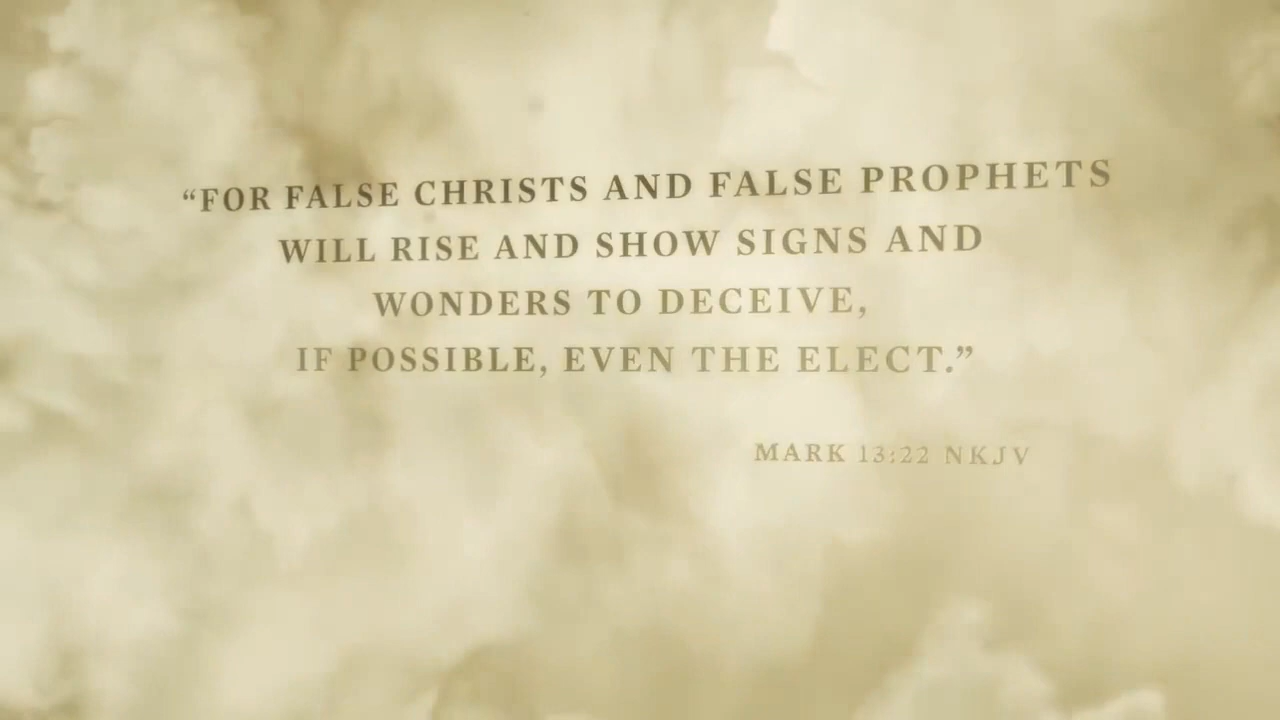 “FOR FALSE CHRISTS AND FALSE PROPHETS
WILL RISE AND SHOW SIGNS AND
WONDERS TO DECEIVE,
IF POSSIBLE, EVEN THE ELECT.”
MARK 13:22 NKJV